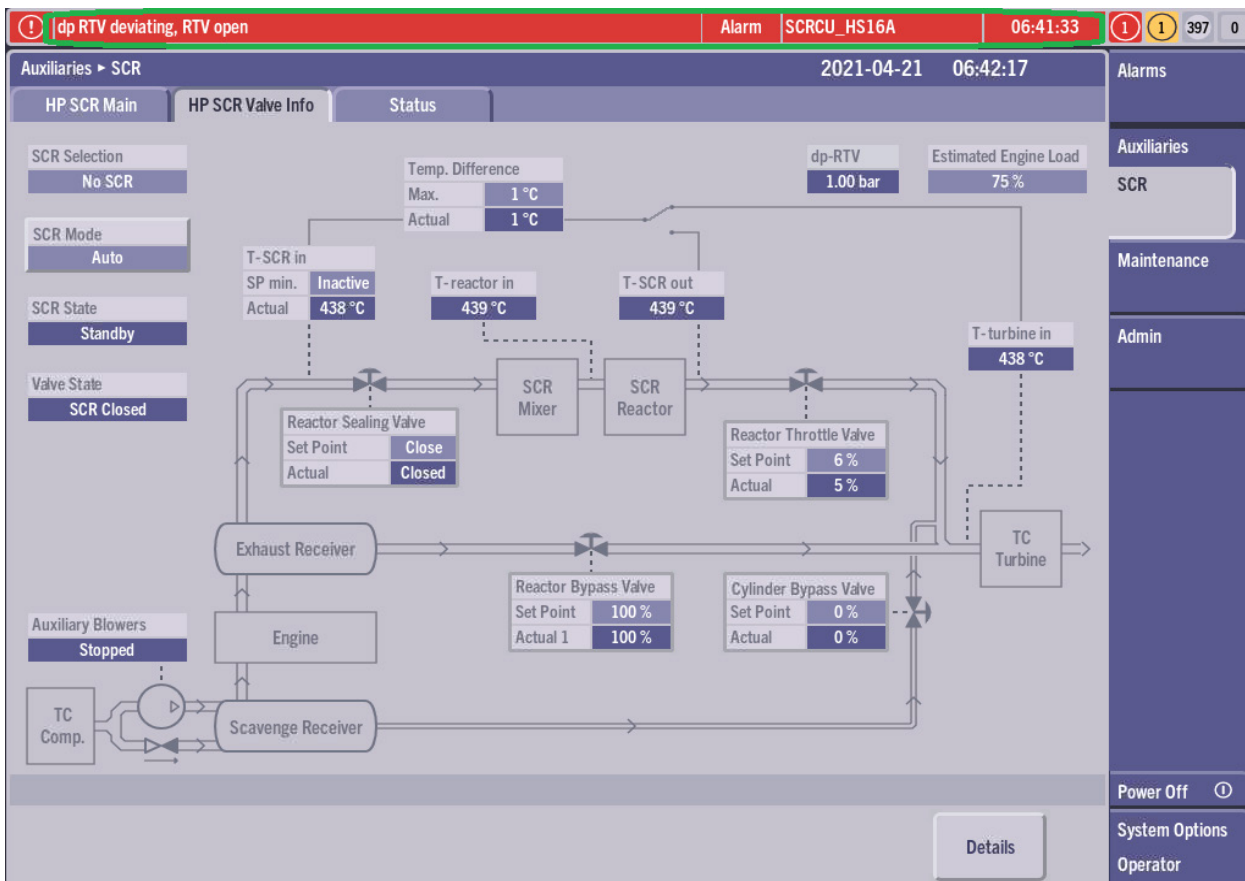 dp RTV deviating, RTV open Alarm SCRCU_HS16A 06:41:33 1 1 397 0
Auxiliaries ▸ SCR 2021-04-21 06:42:17
HP SCR Main HP SCR Valve Info Status
SCR Selection
No SCR
SCR Mode
Auto
SCR State
Standby
Valve State
SCR Closed
Temp. Difference
Max. 1 °C
Actual 1 °C
dp-RTV
1.00 bar
Estimated Engine Load
75 %
T-SCR in
SP min. Inactive
Actual 438 °C
T-reactor in
439 °C
T-SCR out
439 °C
T-turbine in
438 °C
SCR
Mixer
SCR
Reactor
Reactor Sealing Valve
Set Point Close
Actual Closed
Reactor Throttle Valve
Set Point 6 %
Actual 5 %
Exhaust Receiver
TC
Turbine
Reactor Bypass Valve
Set Point 100 %
Actual 1 100 %
Cylinder Bypass Valve
Set Point 0 %
Actual 0 %
Auxiliary Blowers
Stopped
Engine
TC
Comp.
Scavenge Receiver
Details
Alarms
Auxiliaries
SCR
Maintenance
Admin
Power Off
System Options
Operator